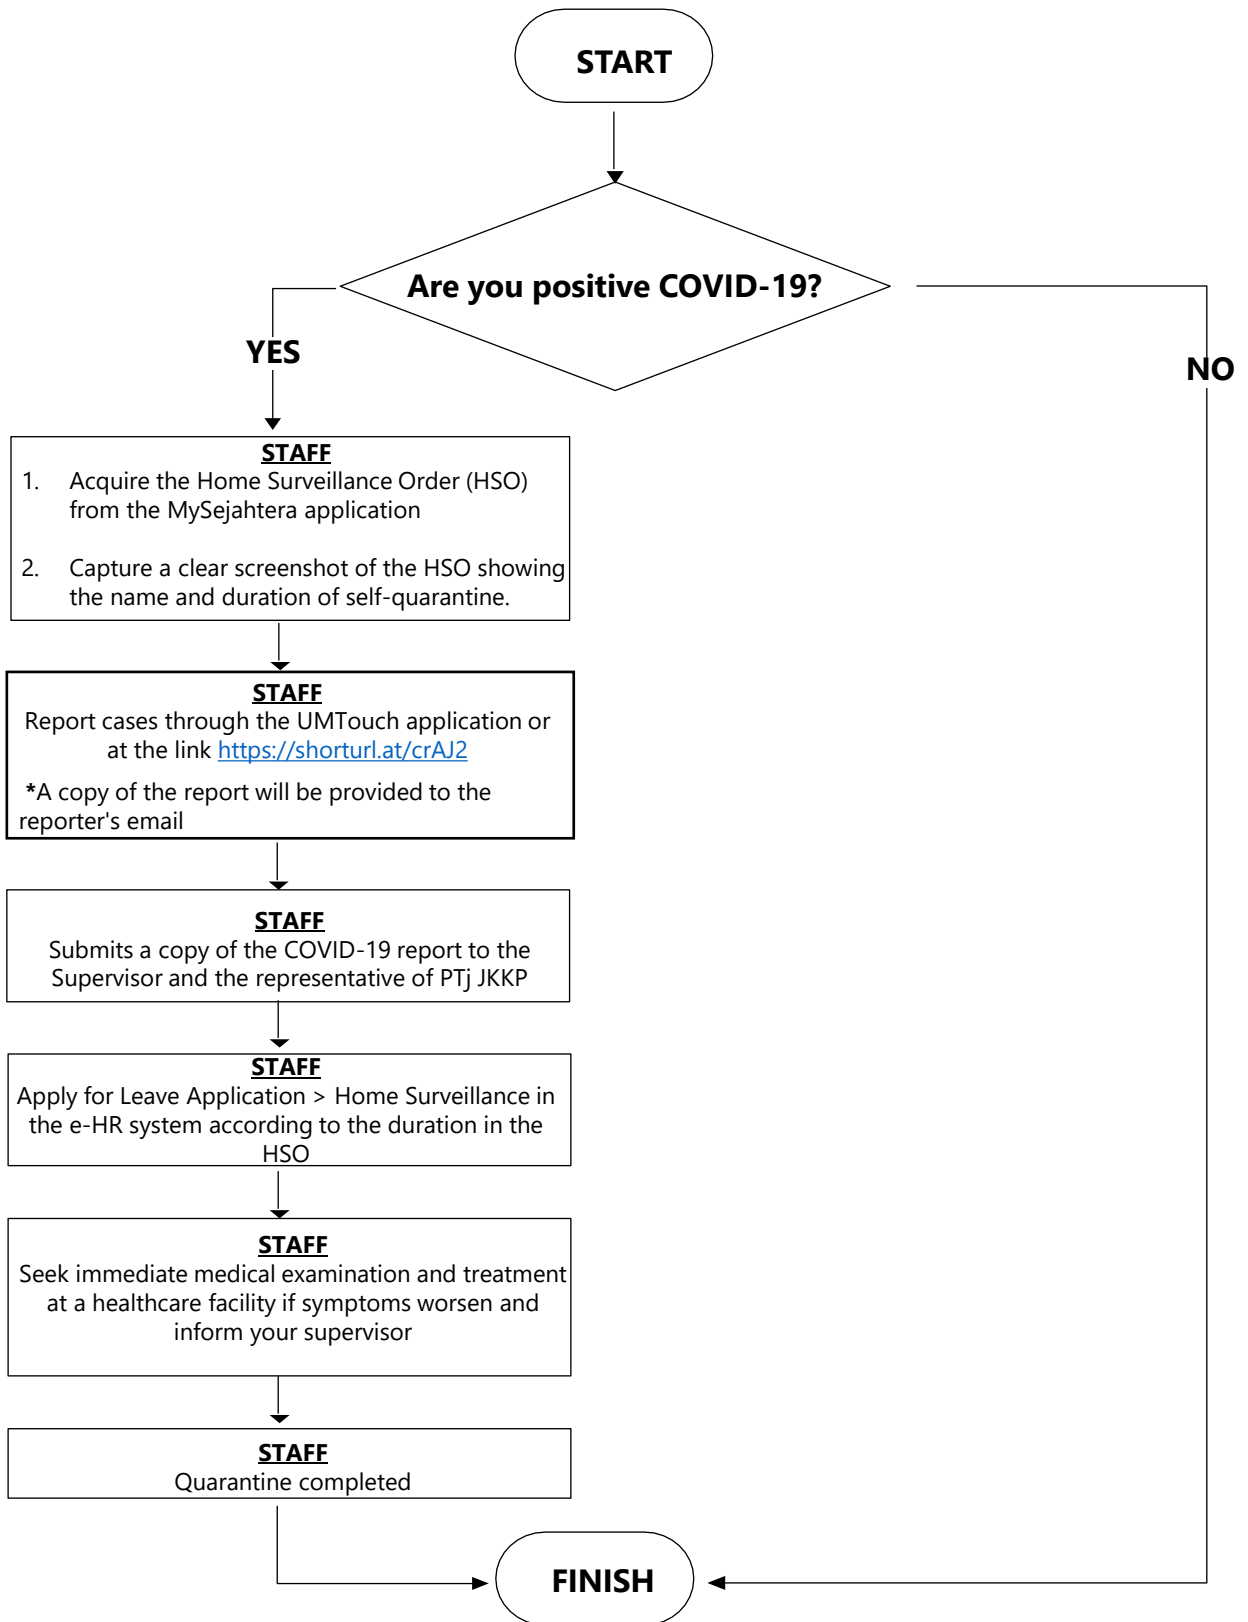 START
Are you positive COVID-19?
YES
NO
STAFF
1. Acquire the Home Surveillance Order (HSO)
from the MySejahtera application
2. Capture a clear screenshot of the HSO showing
the name and duration of self-quarantine.
STAFF
Report cases through the UMTouch application or
at the link https://shorturl.at/crAJ2
*A copy of the report will be provided to the
reporter's email
STAFF
Submits a copy of the COVID-19 report to the
Supervisor and the representative of PTj JKKP
STAFF
Apply for Leave Application > Home Surveillance in
the e-HR system according to the duration in the
HSO
STAFF
Seek immediate medical examination and treatment
at a healthcare facility if symptoms worsen and
inform your supervisor
STAFF
Quarantine completed
FINISH